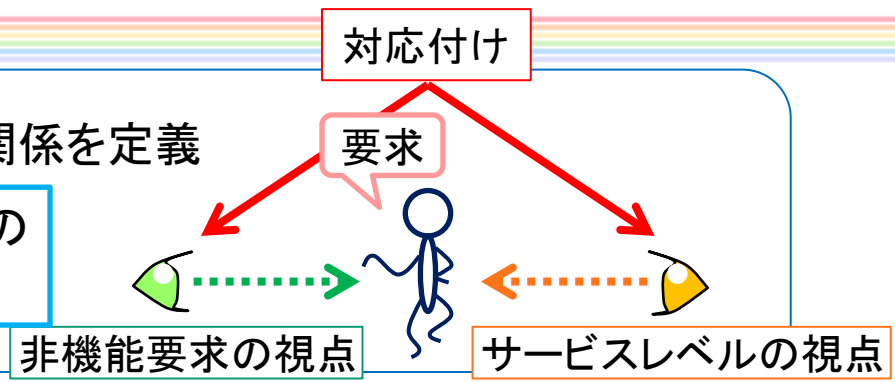 対応付け
関係を定義
要求
の
非機能要求の視点
サービスレベルの視点